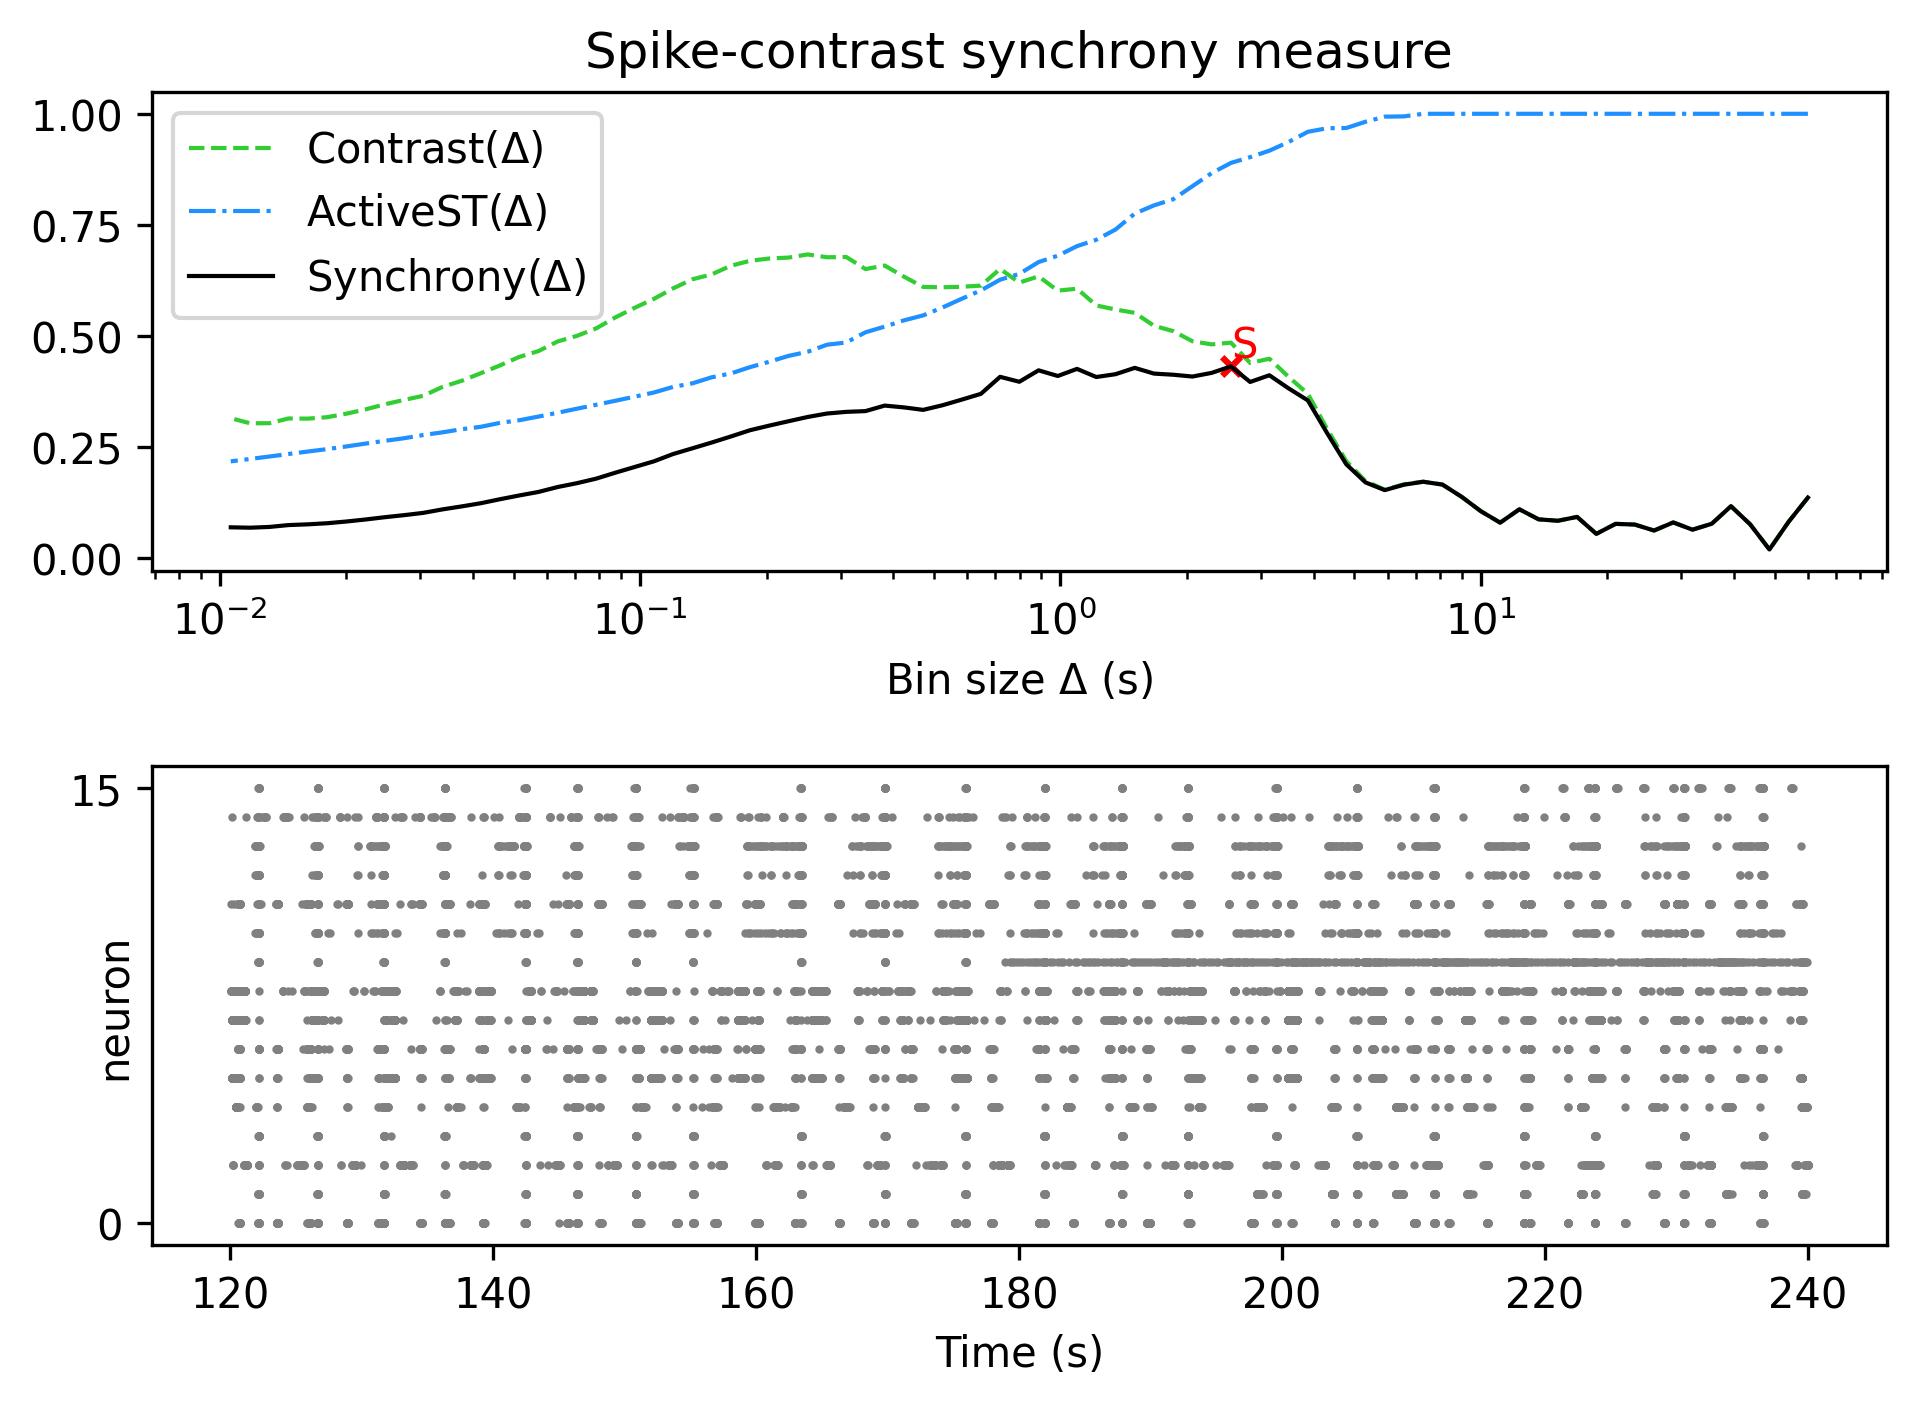 Spike-contrast synchrony measure
1.00
0.75
0.50
0.25
0.00
Contrast(Δ)
ActiveST(Δ)
Synchrony(Δ)
S
10⁻² 10⁻¹ 10⁰ 10¹
Bin size Δ (s)
15
0
neuron
120 140 160 180 200 220 240
Time (s)